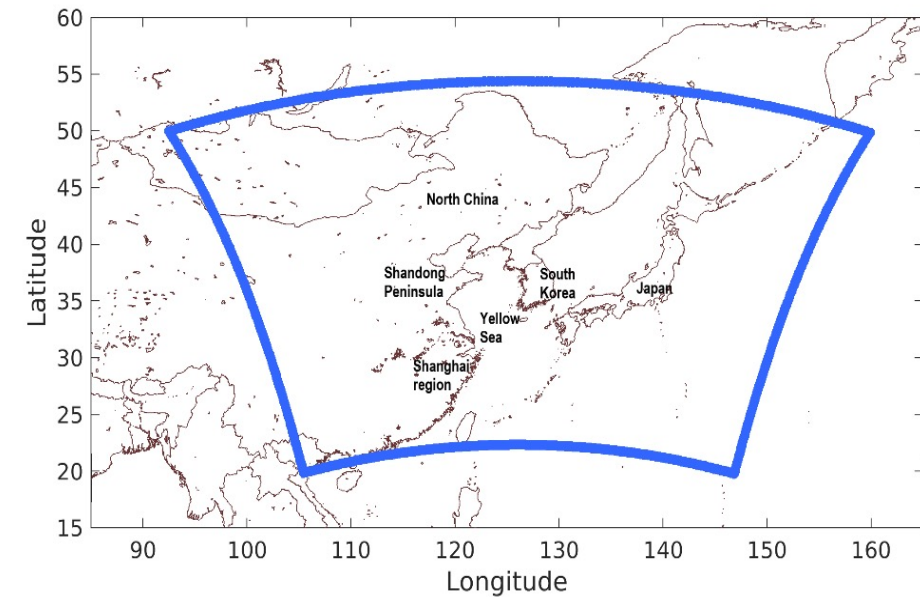 60
55
50
45
40
35
30
25
20
15
Latitude
North China
Shandong
Peninsula
South
Korea
Japan
Yellow
Sea
Shanghai
region
90
100
110
120
130
140
150
160
Longitude